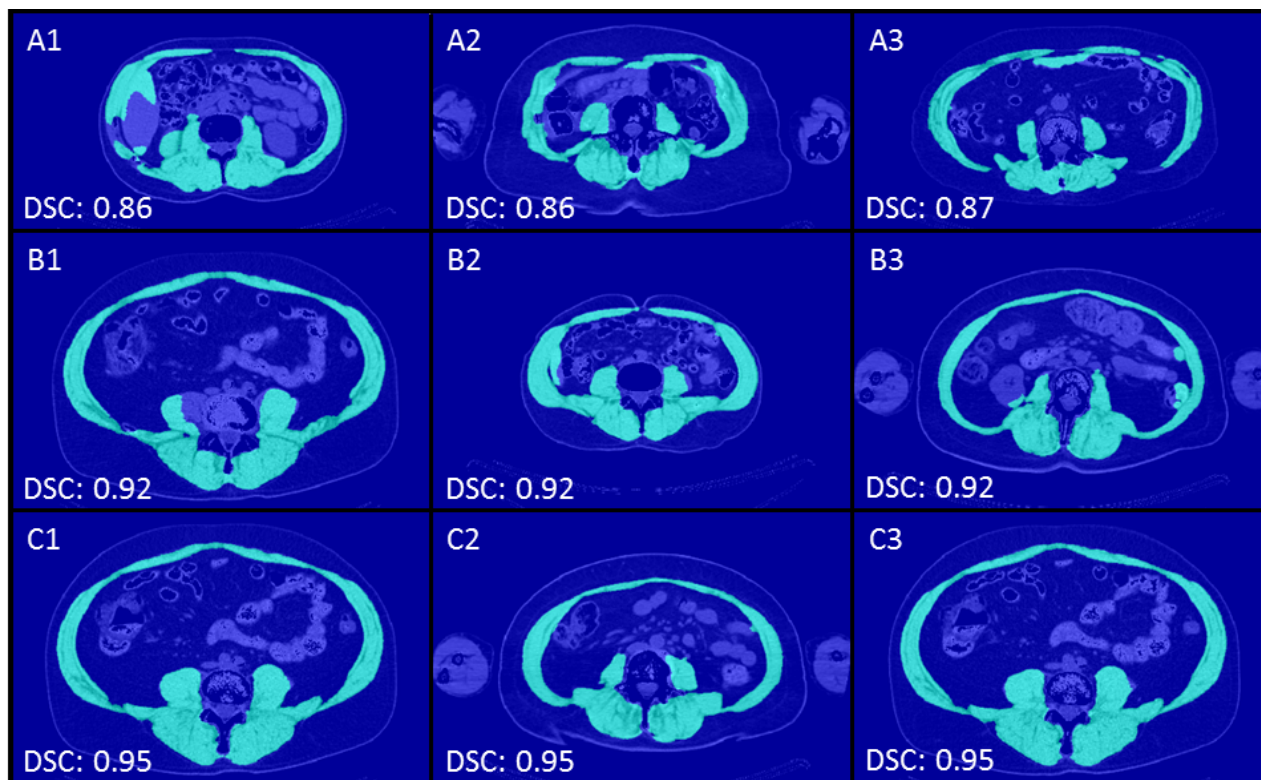 A1 A2 A3
DSC: 0.86 DSC: 0.86 DSC: 0.87
B1 B2 B3
DSC: 0.92 DSC: 0.92 DSC: 0.92
C1 C2 C3
DSC: 0.95 DSC: 0.95 DSC: 0.95